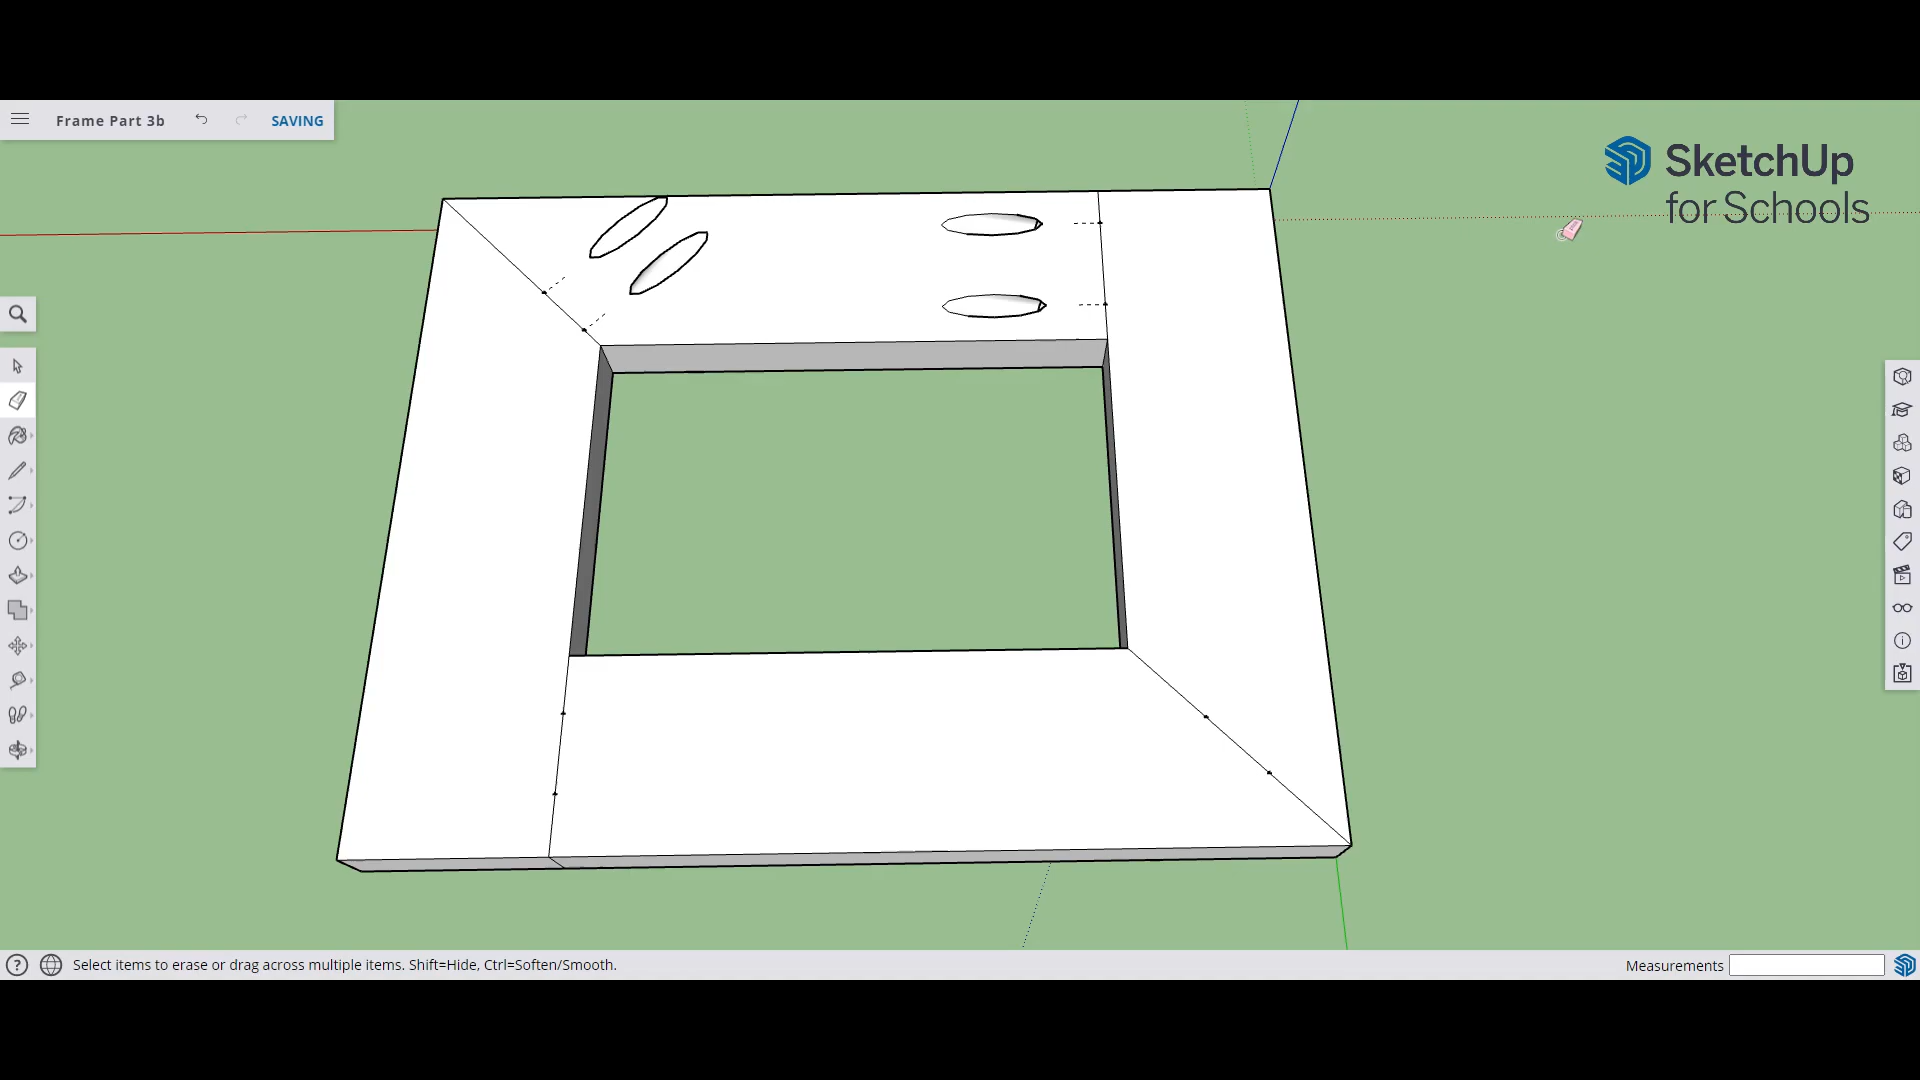 Frame Part 3b
SAVING
SketchUp
for Schools
Select items to erase or drag across multiple items. Shift=Hide, Ctrl=Soften/Smooth.
Measurements